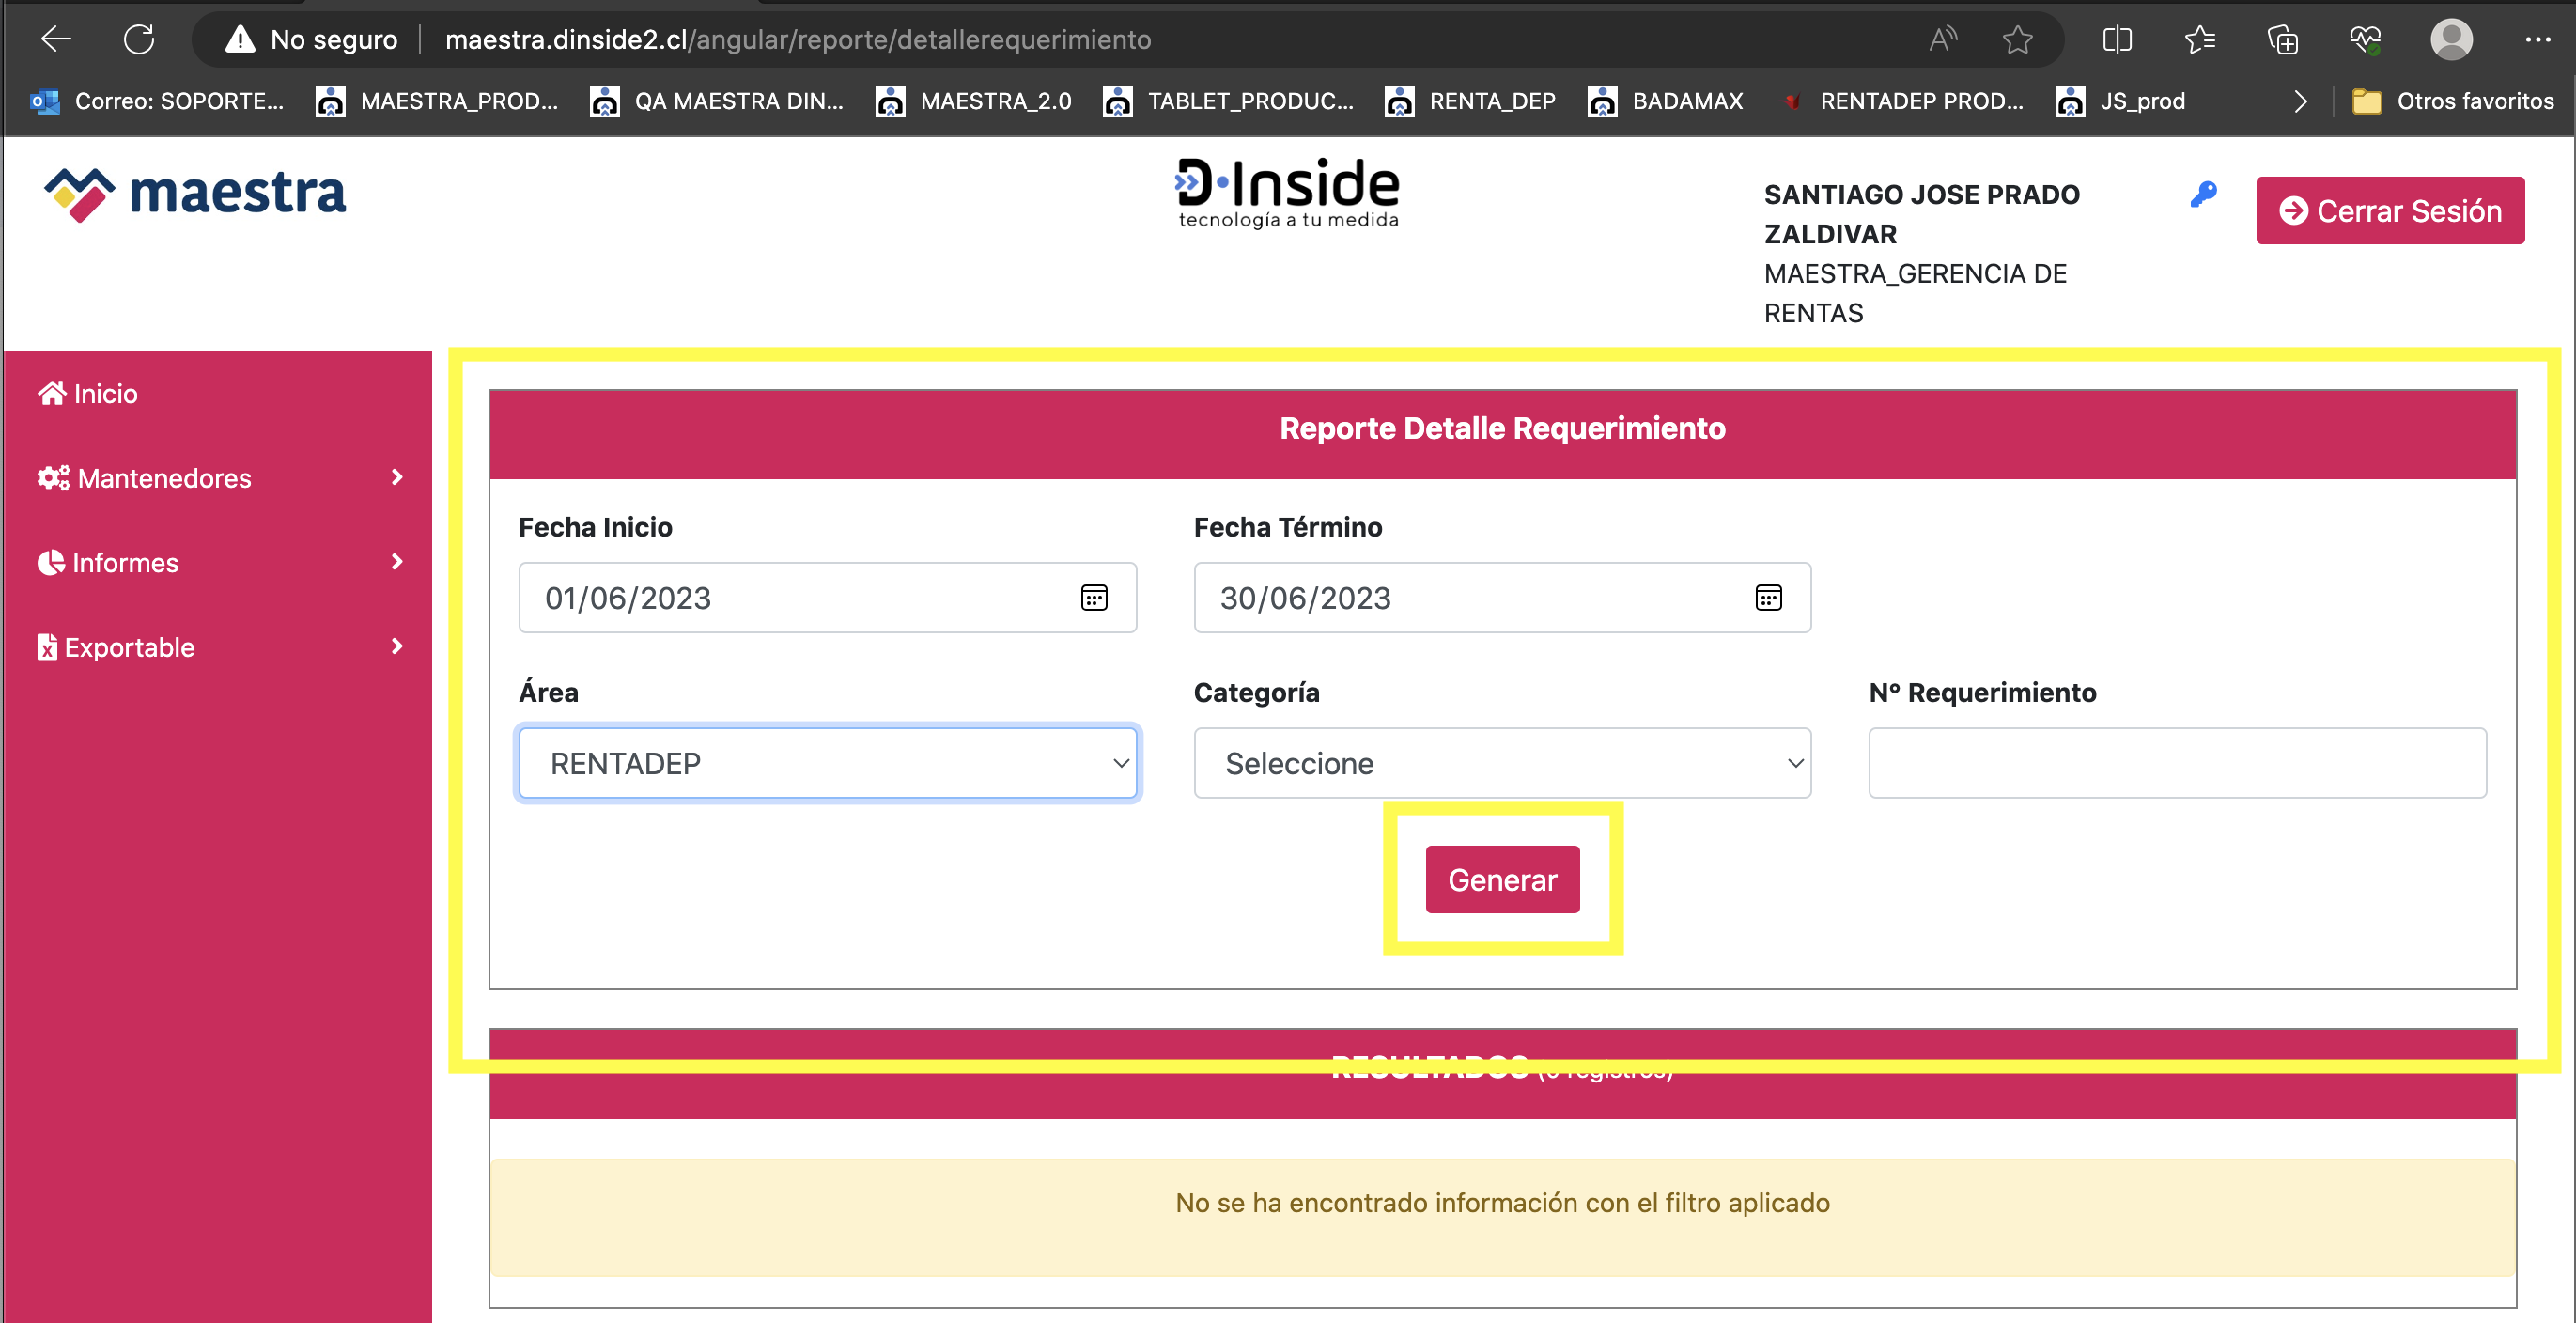 No seguro
maestra.dinside2.cl/angular/reporte/detallerequerimiento
Correo: SOPORTE...
MAESTRA_PROD...
QA MAESTRA DIN...
MAESTRA_2.0
TABLET_PRODUC...
RENTA_DEP
BADAMAX
RENTADEP PROD...
JS_prod
Otros favoritos
maestra
D·Inside
tecnología a tu medida
SANTIAGO JOSE PRADO
ZALDIVAR
MAESTRA_GERENCIA DE
RENTAS
Cerrar Sesión
Inicio
Mantenedores
Informes
Exportable
Reporte Detalle Requerimiento
Fecha Inicio
Fecha Término
01/06/2023
30/06/2023
Área
Categoría
Nº Requerimiento
RENTADEP
Seleccione
Generar
RESULTADOS
No se ha encontrado información con el filtro aplicado